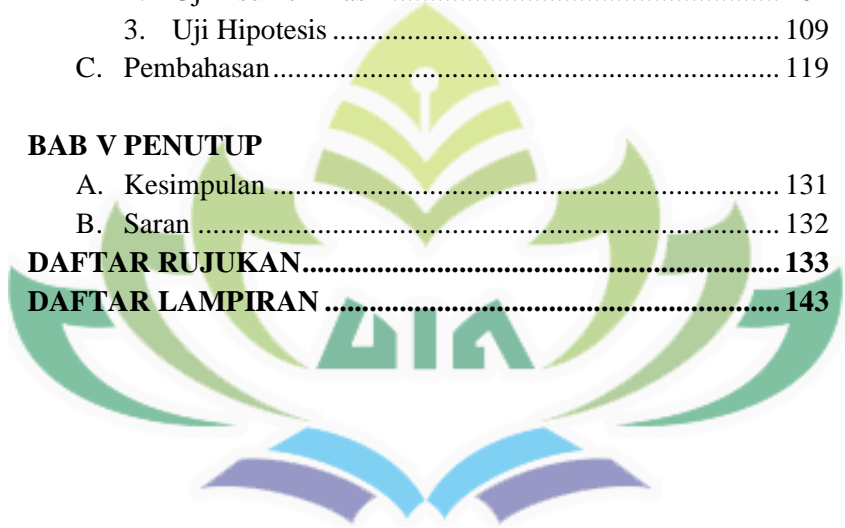 3. Uji Hipotesis ........................................................................ 109
C. Pembahasan ................................................................................ 119
BAB V PENUTUP
A. Kesimpulan ................................................................................ 131
B. Saran ............................................................................................ 132
DAFTAR RUJUKAN ........................................................................ 133
DAFTAR LAMPIRAN ..................................................................... 143